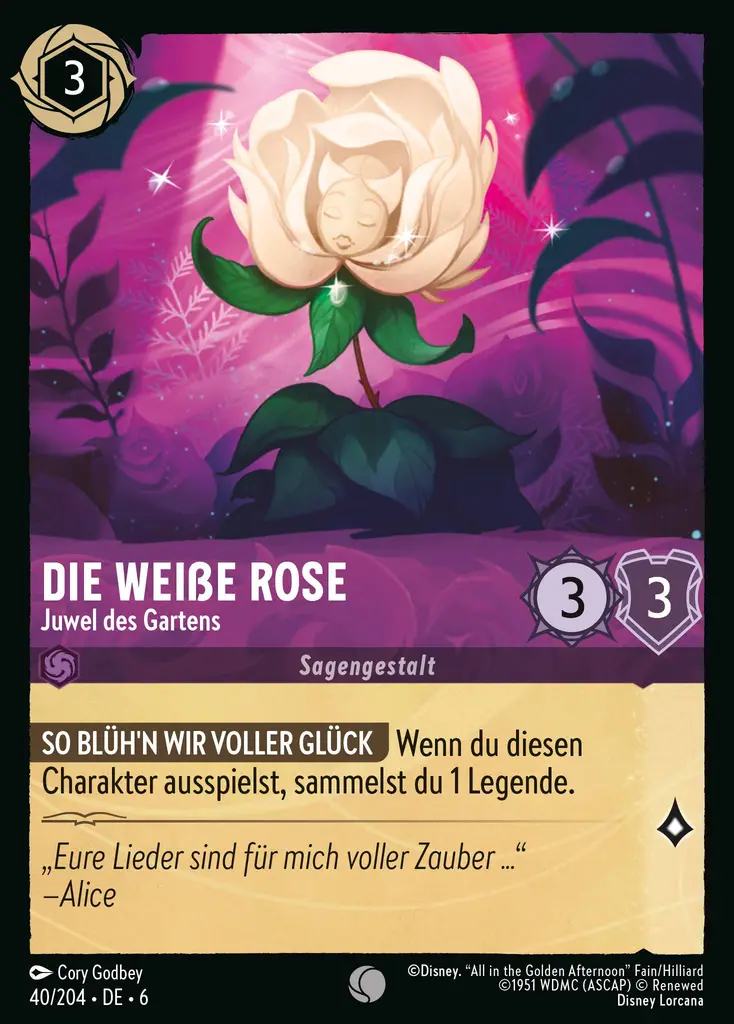 3
DIE WEIẞE ROSE
Juwel des Gartens
3
3
Sagengestalt
SO BLÜH'N WIR VOLLER GLÜCK Wenn du diesen
Charakter ausspielst, sammelst du 1 Legende.
„Eure Lieder sind für mich voller Zauber ...“
–Alice
Cory Godbey
40/204 • DE • 6
©Disney. “All in the Golden Afternoon” Fain/Hilliard
©1951 WDMC (ASCAP) © Renewed
Disney Lorcana